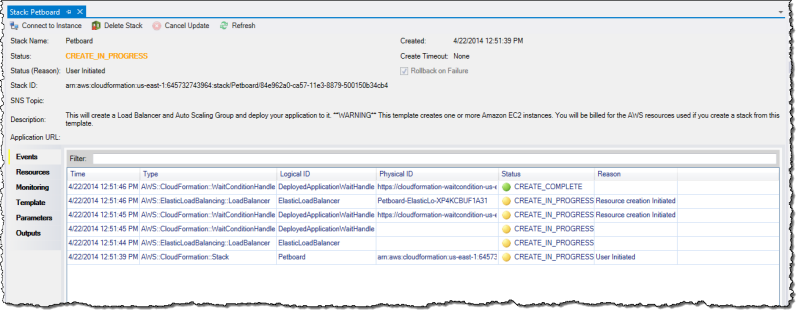 Stack: Petboard
Connect to Instance Delete Stack Cancel Update Refresh
Stack Name: Petboard Created: 4/22/2014 12:51:39 PM
Status: CREATE_IN_PROGRESS Create Timeout: None
Status (Reason): User Initiated Rollback on Failure
Stack ID: arn:aws:cloudformation:us-east-1:645732743964:stack/Petboard/84e962a0-ca57-11e3-8879-500150b34cb4
SNS Topic:
Description: This will create a Load Balancer and Auto Scaling Group and deploy your application to it. **WARNING** This template creates one or more Amazon EC2 instances. You will be billed for the AWS resources used if you create a stack from this
template.
Application URL:
Events
Resources
Monitoring
Template
Parameters
Outputs
Filter:
Time Type Logical ID Physical ID Status Reason
4/22/2014 12:51:46 PM AWS::CloudFormation::WaitConditionHandle DeployedApplicationWaitHandle https://cloudformation-waitcondition-us-e CREATE_COMPLETE
4/22/2014 12:51:46 PM AWS::ElasticLoadBalancing::LoadBalancer ElasticLoadBalancer Petboard-ElasticLo-XP4KCBUF1A31 CREATE_IN_PROGRESS Resource creation Initiated
4/22/2014 12:51:45 PM AWS::CloudFormation::WaitConditionHandle DeployedApplicationWaitHandle https://cloudformation-waitcondition-us-e CREATE_IN_PROGRESS Resource creation Initiated
4/22/2014 12:51:45 PM AWS::CloudFormation::WaitConditionHandle DeployedApplicationWaitHandle CREATE_IN_PROGRESS
4/22/2014 12:51:44 PM AWS::ElasticLoadBalancing::LoadBalancer ElasticLoadBalancer CREATE_IN_PROGRESS
4/22/2014 12:51:39 PM AWS::CloudFormation::Stack Petboard arn:aws:cloudformation:us-east-1:64573 CREATE_IN_PROGRESS User Initiated